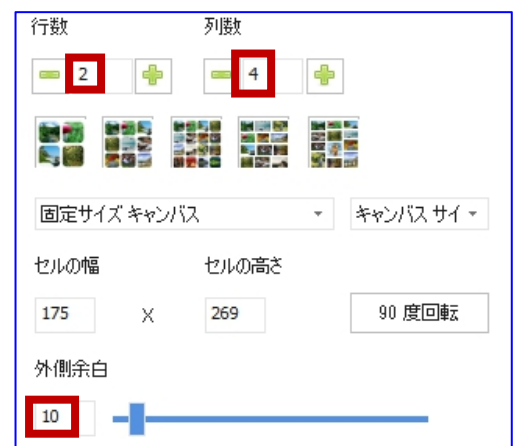 行数 列数
2 4
固定サイズ キャンバス キャンバス サイ
セルの幅 セルの高さ
175 X 269 90 度回転
外側余白
10